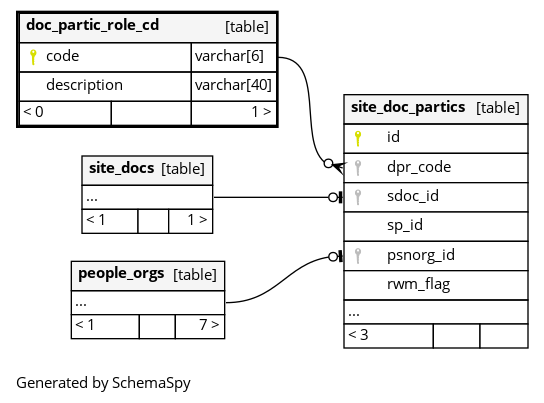 doc_partic_role_cd [table]
code varchar[6]
description varchar[40]
< 0 1 >
site_docs [table]
...
< 1 1 >
people_orgs [table]
...
< 1 7 >
site_doc_partics [table]
id
dpr_code
sdoc_id
sp_id
psnorg_id
rwm_flag
...
< 3
Generated by SchemaSpy